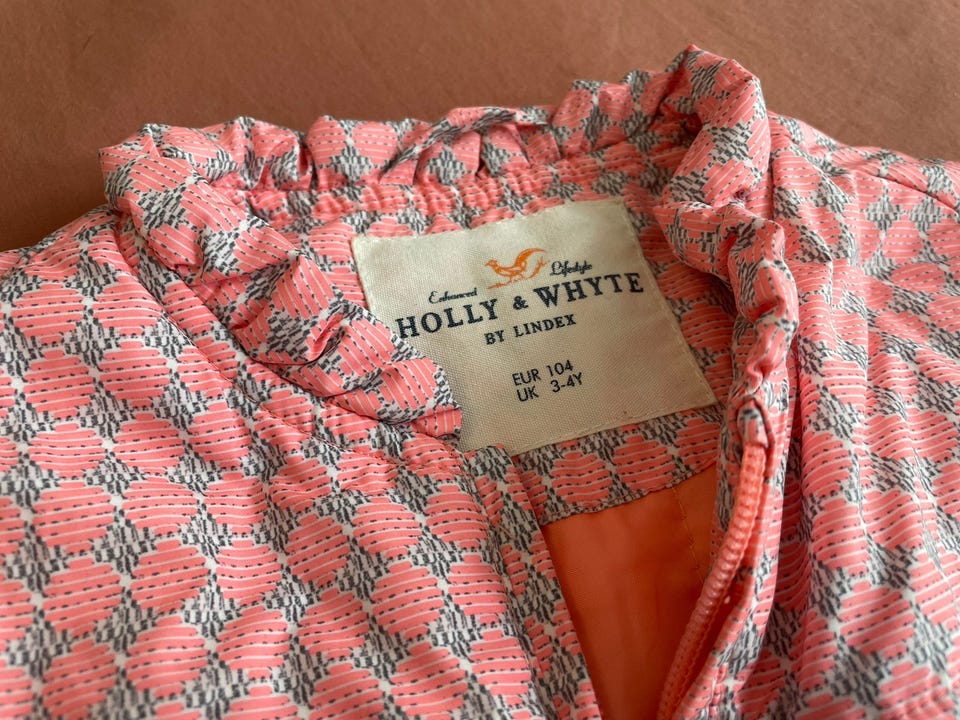 Enhanced Lifestyle
HOLLY & WHYTE
BY LINDEX
EUR 104
UK 3-4Y